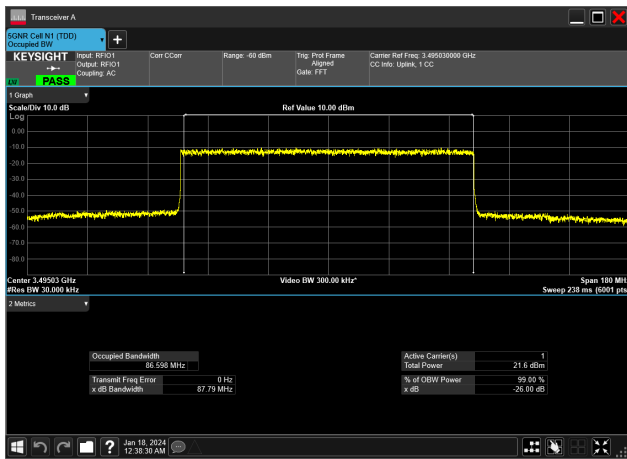 Transceiver A
5GNR Cell N1 (TDD)
Occupied BW
KEYSIGHT
LXI
PASS
Input: RFIO1
Output: RFIO1
Coupling: AC
Corr CCorr
Range: -60 dBm
Trig: Prot Frame
Aligned
Gate: FFT
Carrier Ref Freq: 3.495030000 GHz
CC Info: Uplink, 1 CC
1 Graph
Scale/Div 10.0 dB
Ref Value 10.00 dBm
Log
0.00
-10.0
-20.0
-30.0
-40.0
-50.0
-60.0
-70.0
-80.0
Center 3.49503 GHz
Video BW 300.00 kHz*
Span 180 MH
#Res BW 30.000 kHz
Sweep 238 ms (6001 pts
2 Metrics
Occupied Bandwidth
86.598 MHz
Transmit Freq Error 0 Hz
x dB Bandwidth 87.79 MHz
Active Carrier(s) 1
Total Power 21.6 dBm
% of OBW Power 99.00 %
x dB -26.00 dB
Jan 18, 2024
12:38:30 AM